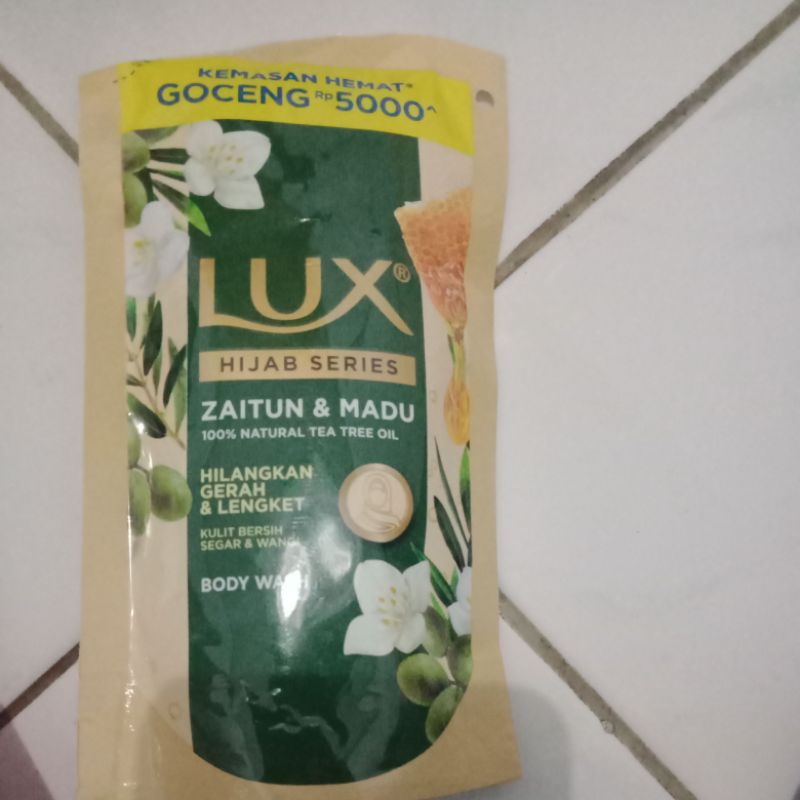 KEMASAN HEMAT*
GOCENG Rp5000^
LUX®
HIJAB SERIES
ZAITUN & MADU
100% NATURAL TEA TREE OIL
HILANGKAN
GERAH
& LENGKET
KULIT BERSIH
SEGAR & WANGI
BODY WASH